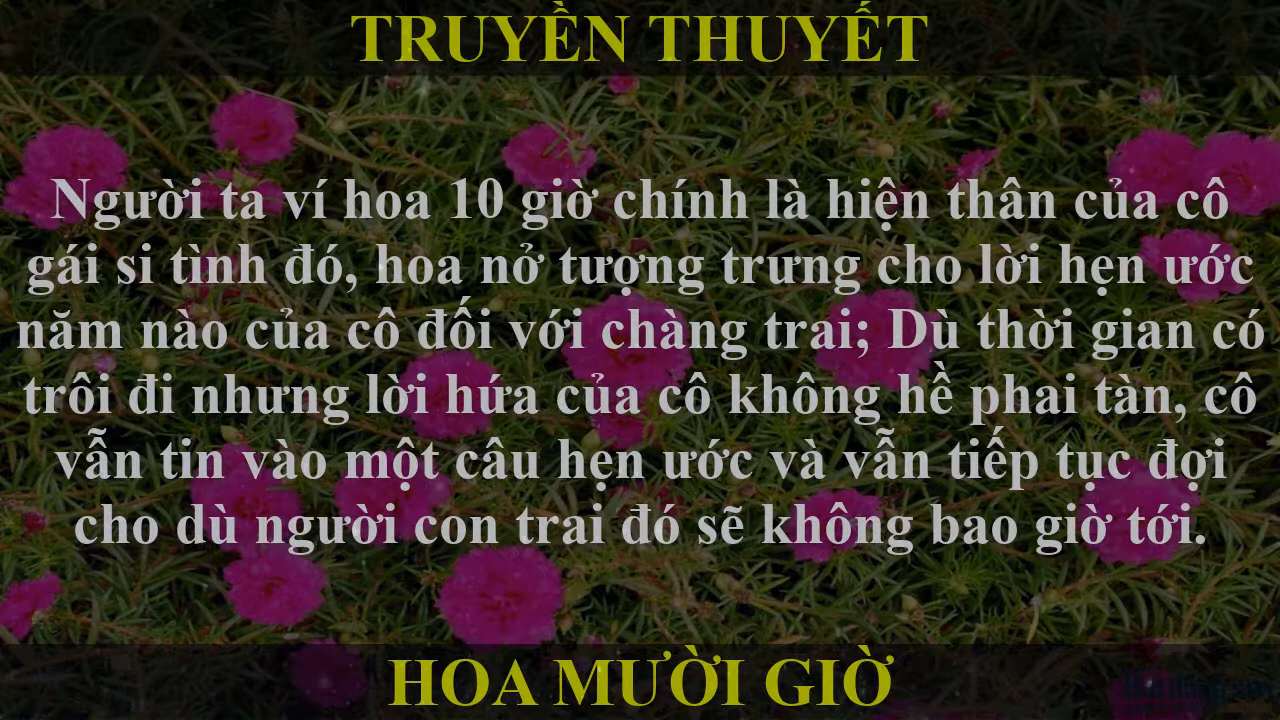 TRUYỀN THUYẾT
Người ta ví hoa 10 giờ chính là hiện thân của cô
gái si tình đó, hoa nở tượng trưng cho lời hẹn ước
năm nào của cô đối với chàng trai; Dù thời gian có
trôi đi nhưng lời hứa của cô không hề phai tàn, cô
vẫn tin vào một câu hẹn ước và vẫn tiếp tục đợi
cho dù người con trai đó sẽ không bao giờ tới.
HOA MƯỜI GIỜ